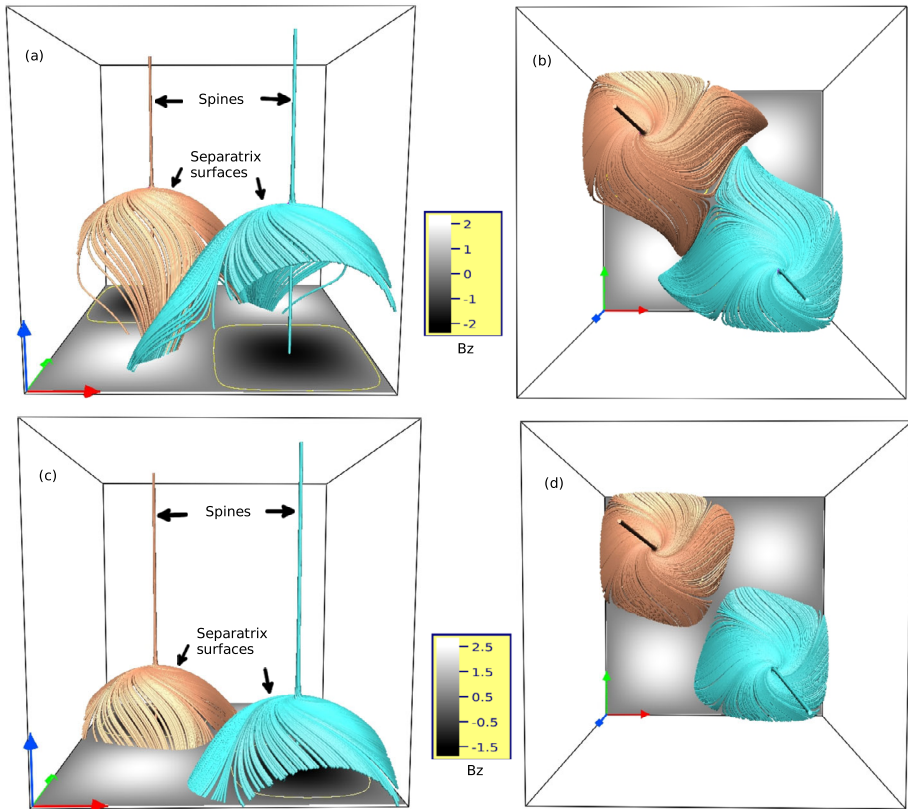 (a)
Spines
Separatrix
surfaces
(b)
2
1
0
-1
-2
Bz
(c)
Spines
Separatrix
surfaces
(d)
2.5
1.5
0.5
-0.5
-1.5
Bz